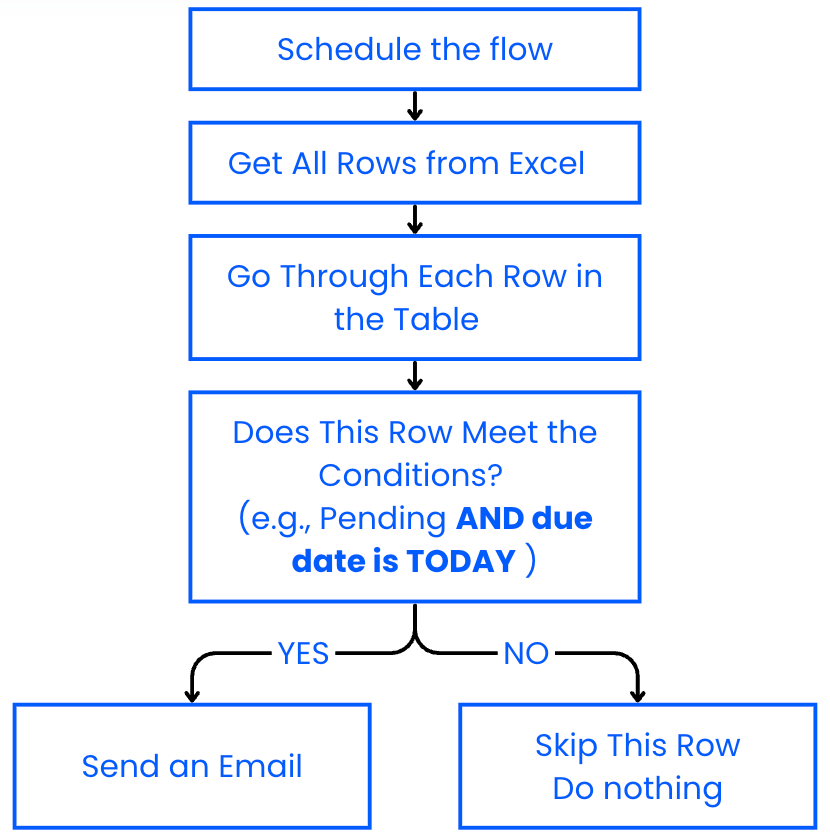 Schedule the flow
Get All Rows from Excel
Go Through Each Row in
the Table
Does This Row Meet the
Conditions?
(e.g., Pending AND due
date is TODAY )
YES
NO
Send an Email
Skip This Row
Do nothing